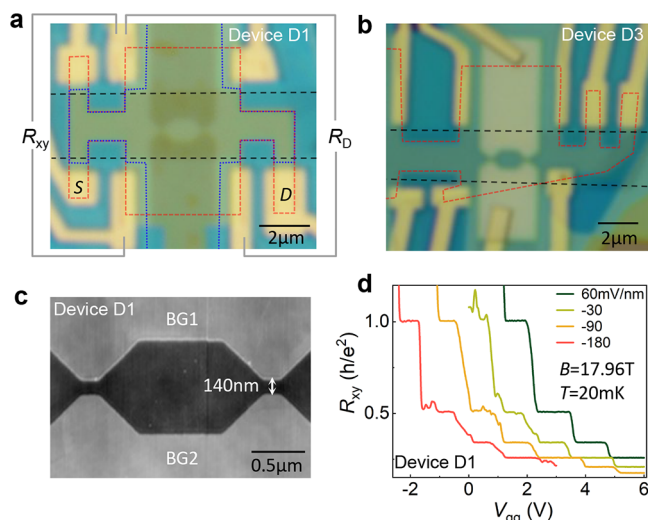 a
Device D1
R_xy
R_D
S
D
2µm
b
Device D3
2µm
c
Device D1
BG1
140nm
BG2
0.5µm
d
60mV/nm
-30
-90
-180
B=17.96T
T=20mK
Device D1
R_xy (h/e²)
1.0
0.5
-2 0 2 4 6
V_qg (V)